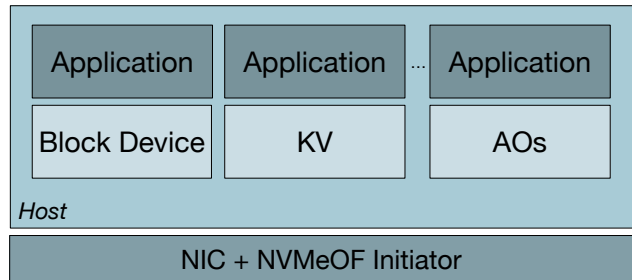 Application Application ... Application
Block Device KV AOs
Host
NIC + NVMeOF Initiator